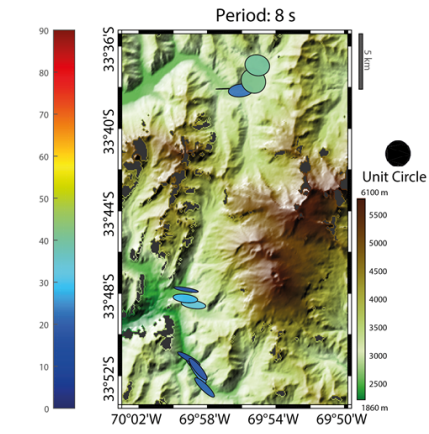 Period: 8 s
90
80
70
60
50
40
30
20
10
0
33°36'S
33°40'S
33°44'S
33°48'S
33°52'S
70°02'W
69°58'W
69°54'W
69°50'W
5 km
Unit Circle
6100 m
5500
5000
4500
4000
3500
3000
2500
1860 m